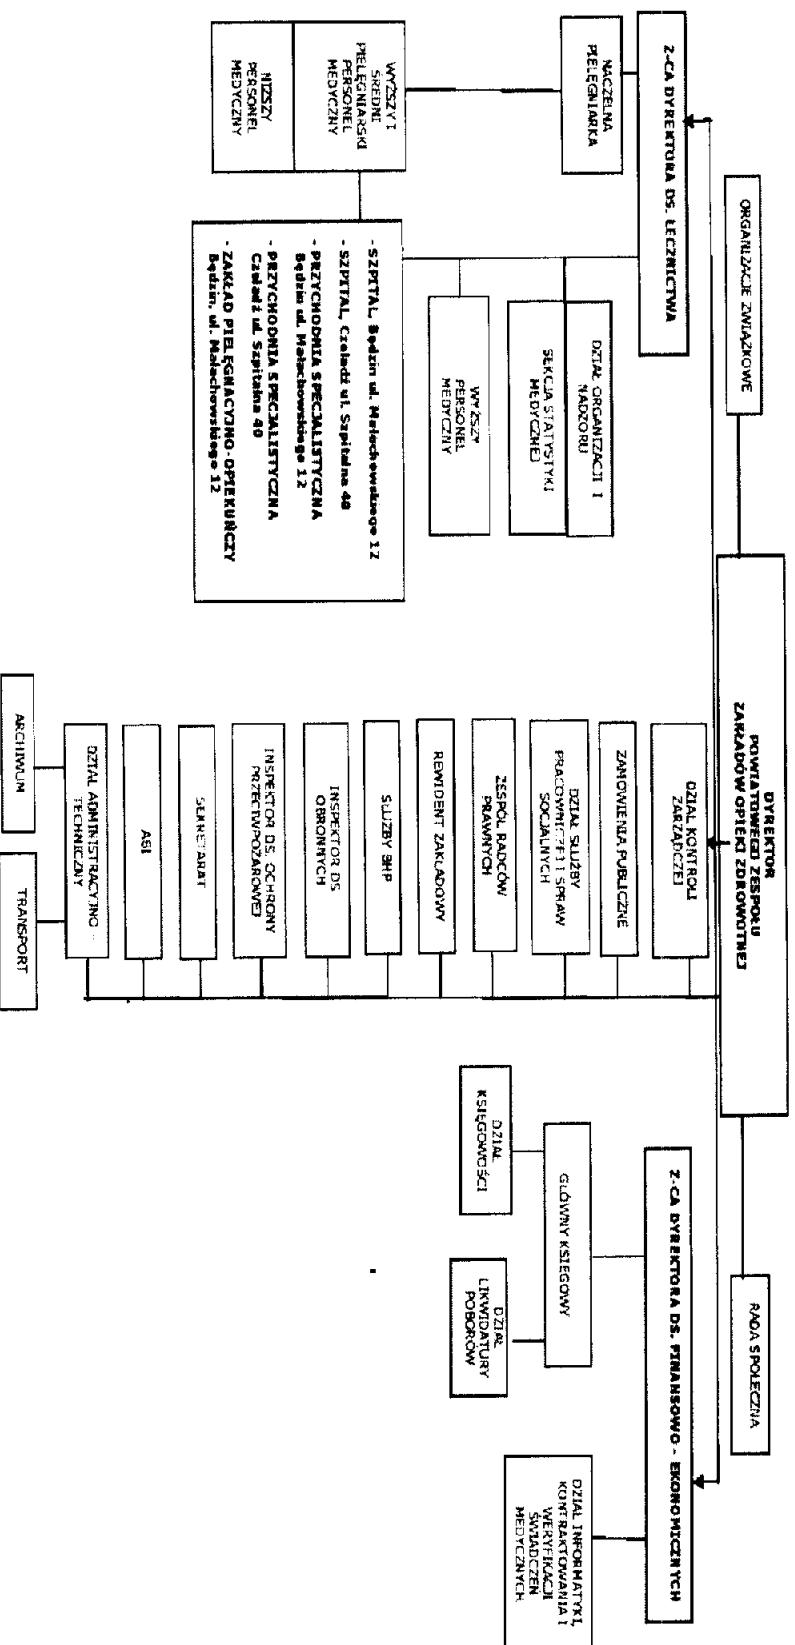 ORGANIZACJE ZWIĄZKOWE
DYREKTOR
POWIATOWEGO ZESPOŁU
ZAKŁADÓW OPIEKI ZDROWOTNEJ
RADA SPOŁECZNA
Z-CA DYREKTORA DS. LECZNICTWA
NACZELNA
PIELĘGNIARKA
WYŻSZY I
ŚREDNI
PIELĘGNIARSKI
PERSONEL
MEDYCZNY
NIŻSZY
PERSONEL
MEDYCZNY
DZIAŁ ORGANIZACJI I
NADZORU
SEKCJA STATYSTYKI
MEDYCZNEJ
WYŻSZY
PERSONEL
MEDYCZNY
- SZPITAL, Będzin ul. Małachowskiego 12
- SZPITAL, Czeladź ul. Szpitalna 40
- PRZYCHODNIA SPECJALISTYCZNA
Będzin ul. Małachowskiego 12
- PRZYCHODNIA SPECJALISTYCZNA
Czeladź ul. Szpitalna 40
- ZAKŁAD PIELĘGNACYJNO-OPIEKUŃCZY
Będzin, ul. Małachowskiego 12
DZIAŁ KONTROLI
ZARZĄDCZEJ
ZAMÓWIENIA PUBLICZNE
DZIAŁ SŁUŻBY
PRACOWNICZEJ I SPRAW
SOCJALNYCH
ZESPÓŁ RADCÓW
PRAWNYCH
REWIDENT ZAKŁADOWY
SŁUŻBY BHP
INSPEKTOR DS
OBRONNYCH
INSPEKTOR DS. OCHRONY
PRZECIWPOŻAROWEJ
SEKRETARIAT
ABI
DZIAŁ ADMINISTRACYJNO -
TECHNICZNY
ARCHIWUM
TRANSPORT
Z-CA DYREKTORA DS. FINANSOWO - EKONOMICZNYCH
GŁÓWNY KSIĘGOWY
DZIAŁ
KSIĘGOWOŚCI
DZIAŁ
LIKWIDATURY
POBORÓW
DZIAŁ INFORMATYKI,
KONTRAKTOWANIA I
WERYFIKACJI
ŚWIADCZEŃ
MEDYCZNYCH